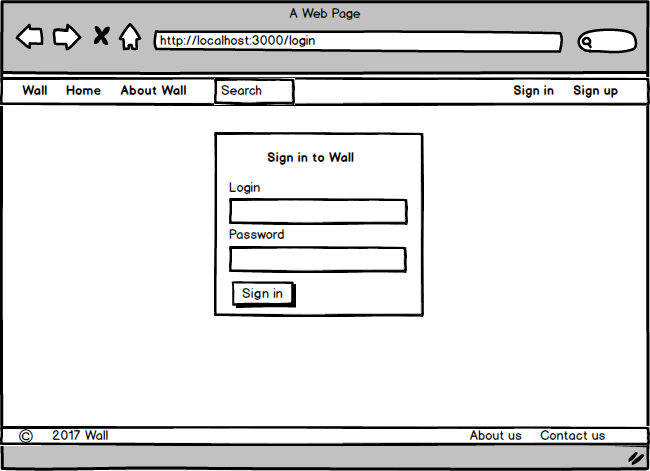 A Web Page
http://localhost:3000/login
Wall Home About Wall Search Sign in Sign up
Sign in to Wall
Login
Password
Sign in
© 2017 Wall About us Contact us